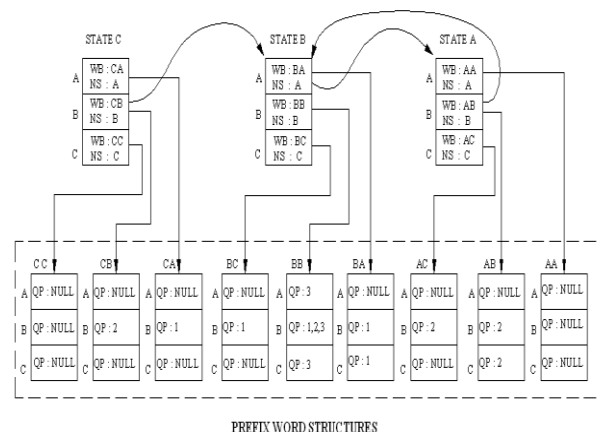 STATE C STATE B STATE A
A WB : CA NS : A
B WB : CB NS : B
C WB : CC NS : C
A WB : BA NS : A
B WB : BB NS : B
C WB : BC NS : C
A WB : AA NS : A
B WB : AB NS : B
C WB : AC NS : C
CC CB CA BC BB BA AC AB AA
A QP : NULL A QP : NULL A QP : NULL A QP : NULL A QP : 3 A QP : NULL A QP : NULL A QP : NULL A QP : NULL
B QP : NULL B QP : 2 B QP : 1 B QP : 1 B QP : 1,2,3 B QP : 1 B QP : 2 B QP : 2 B QP : NULL
C QP : NULL C QP : NULL C QP : NULL C QP : NULL C QP : 3 C QP : 1 C QP : NULL C QP : 2 C QP : NULL
PREFIX WORD STRUCTURES